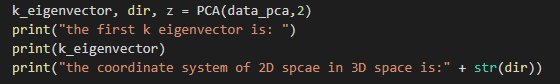 k_eigenvector, dir, z = PCA(data_pca,2)
print("the first k eigenvector is: ")
print(k_eigenvector)
print("the coordinate system of 2D spcae in 3D space is:" + str(dir))